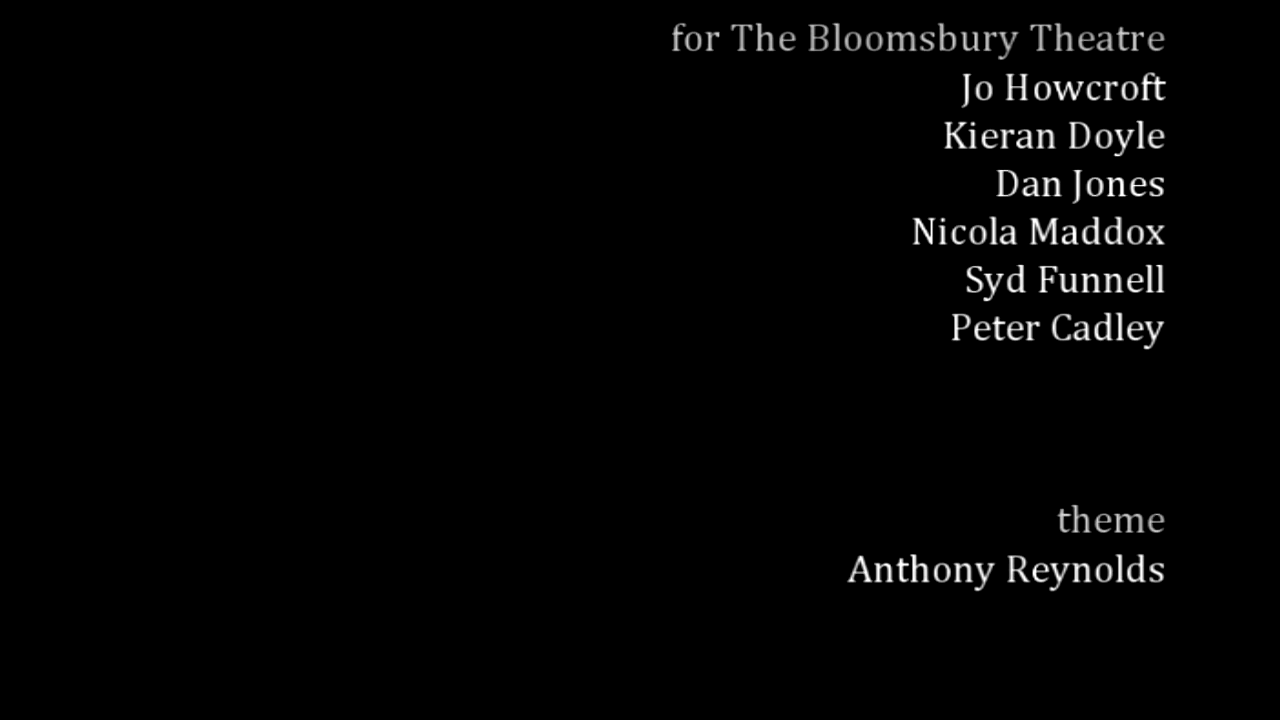 for The Bloomsbury Theatre
Jo Howcroft
Kieran Doyle
Dan Jones
Nicola Maddox
Syd Funnell
Peter Cadley
theme
Anthony Reynolds